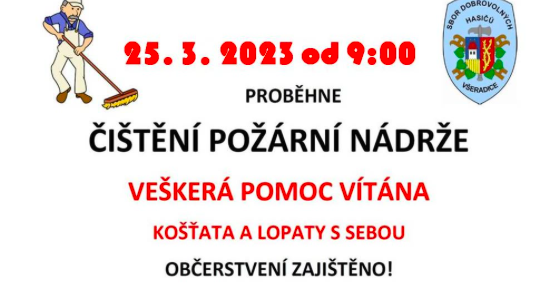 25. 3. 2023 od 9:00
SBOR DOBROVOLNÝCH
HASIČŮ
VŠERADICE
PROBĚHNE
ČIŠTĚNÍ POŽÁRNÍ NÁDRŽE
VEŠKERÁ POMOC VÍTÁNA
KOŠŤATA A LOPATY S SEBOU
OBČERSTVENÍ ZAJIŠTĚNO!